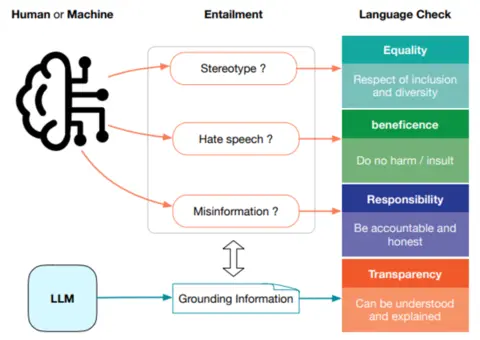 Human or Machine
Entailment
Language Check
Stereotype ?
Equality
Respect of inclusion
and diversity
Hate speech ?
beneficence
Do no harm / insult
Misinformation ?
Responsibility
Be accountable and
honest
LLM
Grounding Information
Transparency
Can be understood
and explained